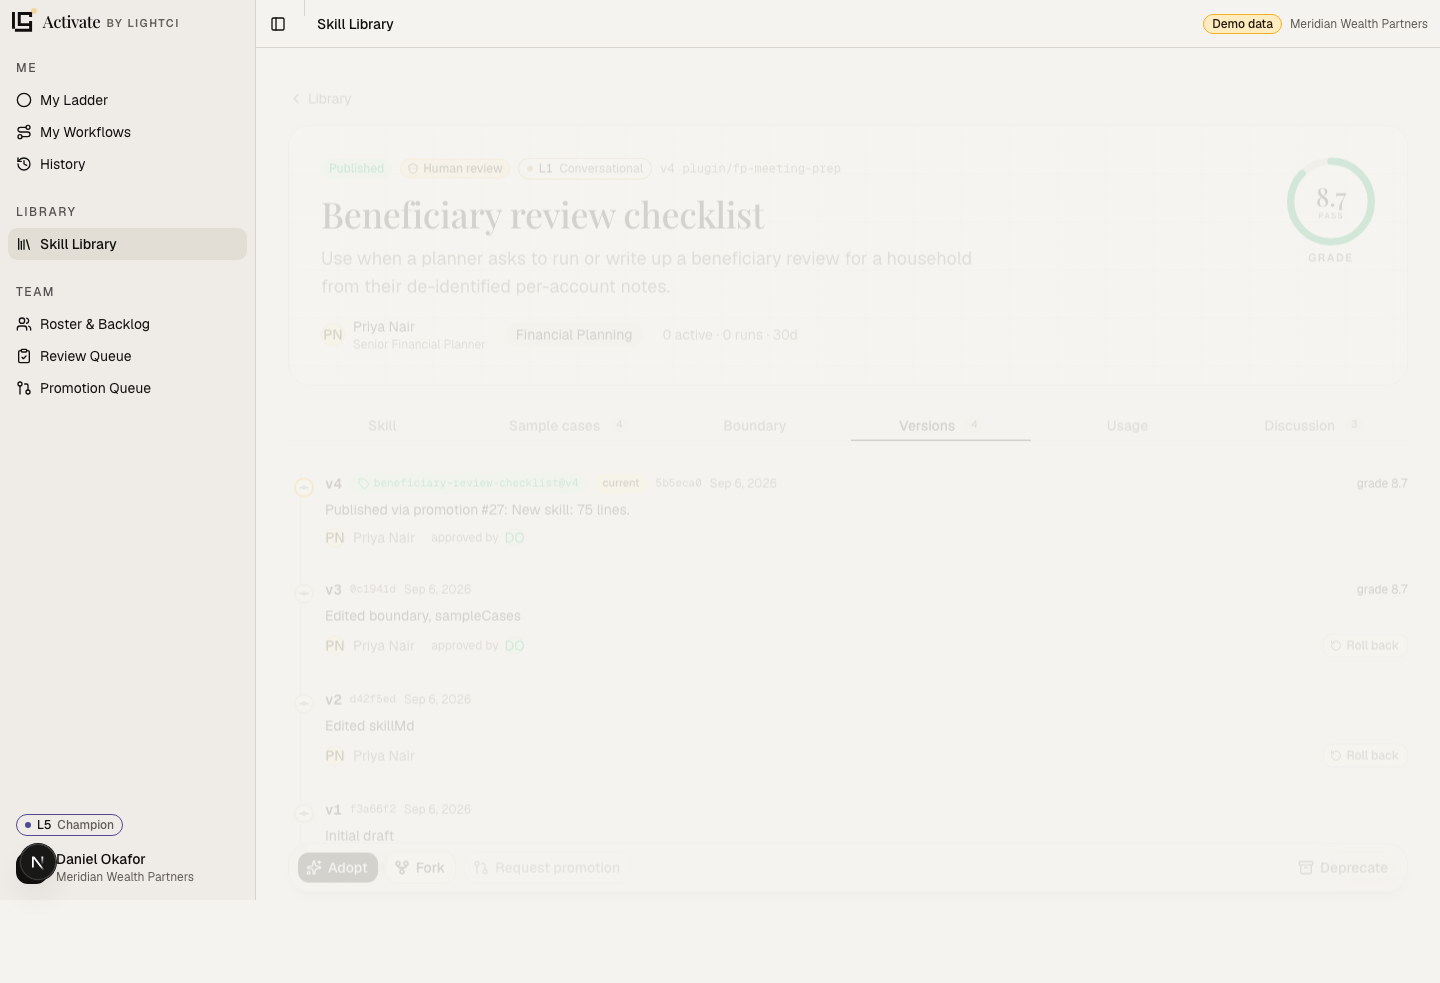 Activate BY LIGHTCI
Skill Library
Demo data
Meridian Wealth Partners
ME
My Ladder
My Workflows
History
LIBRARY
Skill Library
TEAM
Roster & Backlog
Review Queue
Promotion Queue
L5 Champion
N
Daniel Okafor
Meridian Wealth Partners
Library
Published
Human review
L1 Conversational
v4 plugin/fp-meeting-prep
Beneficiary review checklist
Use when a planner asks to run or write up a beneficiary review for a household
from their de-identified per-account notes.
8.7
PASS
GRADE
PN
Priya Nair
Senior Financial Planner
Financial Planning
0 active · 0 runs · 30d
Skill
Sample cases 4
Boundary
Versions 4
Usage
Discussion 3
v4 beneficiary-review-checklist@v4 current 5b5eca0 Sep 6, 2026 grade 8.7
Published via promotion #27: New skill: 75 lines.
PN Priya Nair approved by DO
v3 0c1941d Sep 6, 2026 grade 8.7
Edited boundary, sampleCases
PN Priya Nair approved by DO Roll back
v2 d42f5ed Sep 6, 2026
Edited skillMd
PN Priya Nair Roll back
v1 f3a66f2 Sep 6, 2026
Initial draft
Adopt
Fork
Request promotion
Deprecate